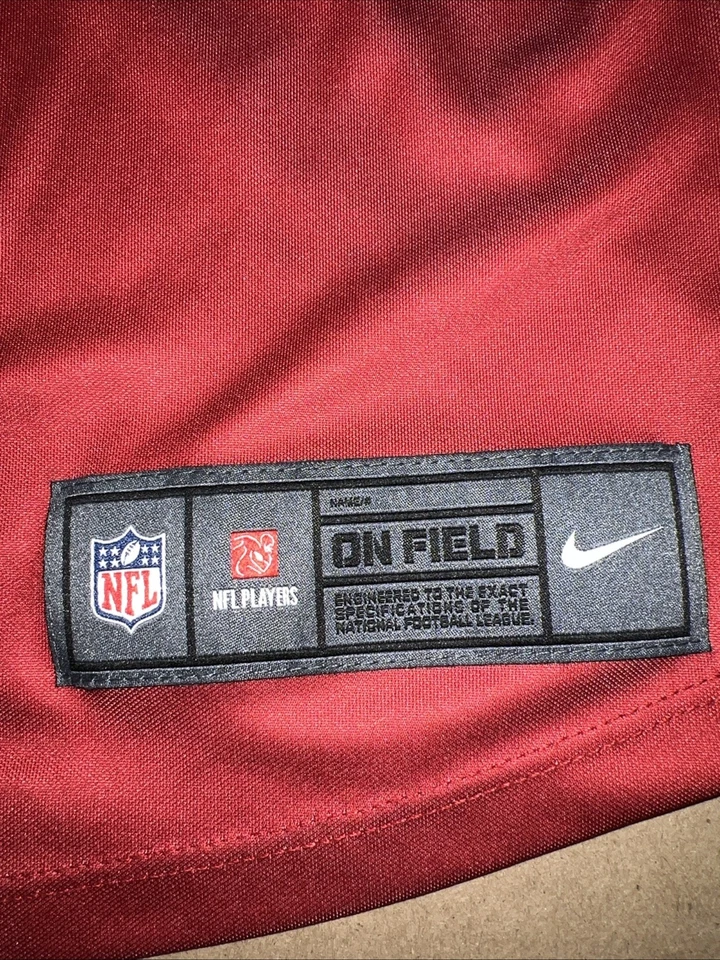 NFL
NFL PLAYERS
NAME/#
ON FIELD
ENGINEERED TO THE EXACT
SPECIFICATIONS OF THE
NATIONAL FOOTBALL LEAGUE.